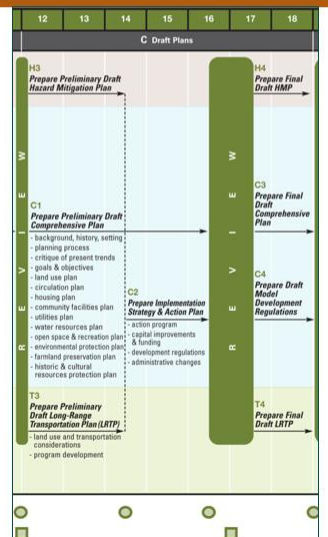 12 13 14 15 16 17 18
C Draft Plans
H3
Prepare Preliminary Draft
Hazard Mitigation Plan
H4
Prepare Final
Draft HMP
REVIEW
REVIEW
C1
Prepare Preliminary Draft
Comprehensive Plan
- background, history, setting
- planning process
- critique of present trends
- goals & objectives
- land use plan
- circulation plan
- housing plan
- community facilities plan
- utilities plan
- water resources plan
- open space & recreation plan
- environmental protection plan
- farmland preservation plan
- historic & cultural
resources protection plan
C2
Prepare Implementation
Strategy & Action Plan
- action program
- capital improvements
& funding
- development regulations
- administrative changes
C3
Prepare Final
Draft
Comprehensive
Plan
C4
Prepare Draft
Model
Development
Regulations
T3
Prepare Preliminary
Draft Long-Range
Transportation Plan (LRTP)
- land use and transportation
considerations
- program development
T4
Prepare Final
Draft LRTP